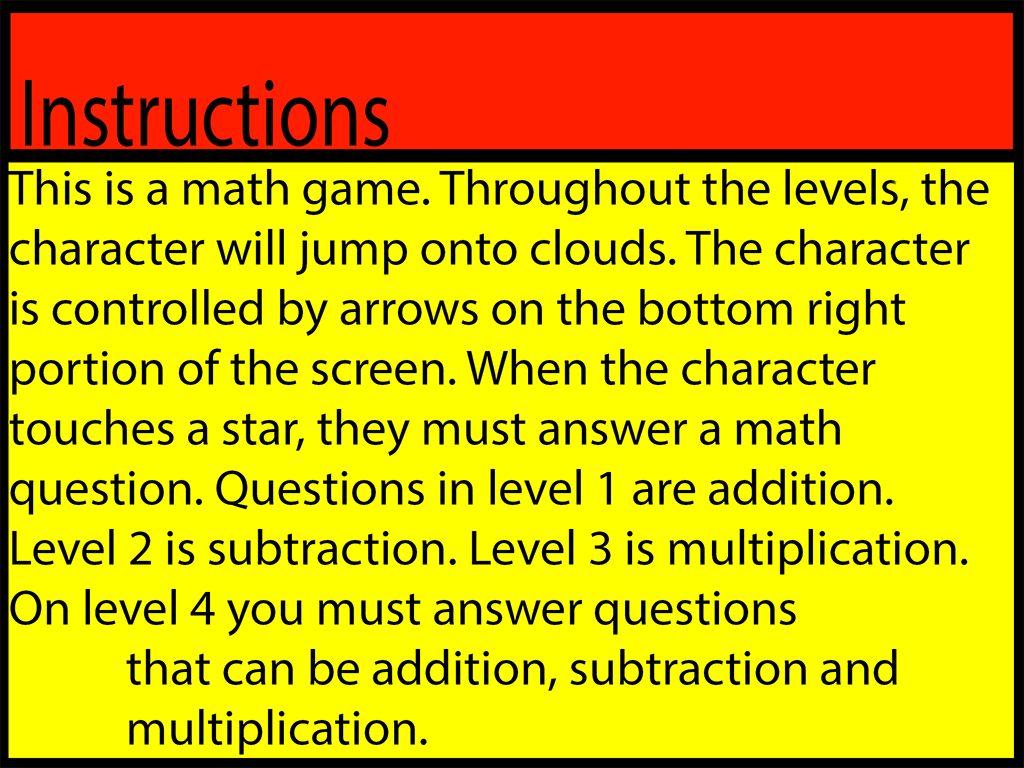 Instructions
This is a math game. Throughout the levels, the
character will jump onto clouds. The character
is controlled by arrows on the bottom right
portion of the screen. When the character
touches a star, they must answer a math
question. Questions in level 1 are addition.
Level 2 is subtraction. Level 3 is multiplication.
On level 4 you must answer questions
that can be addition, subtraction and
multiplication.